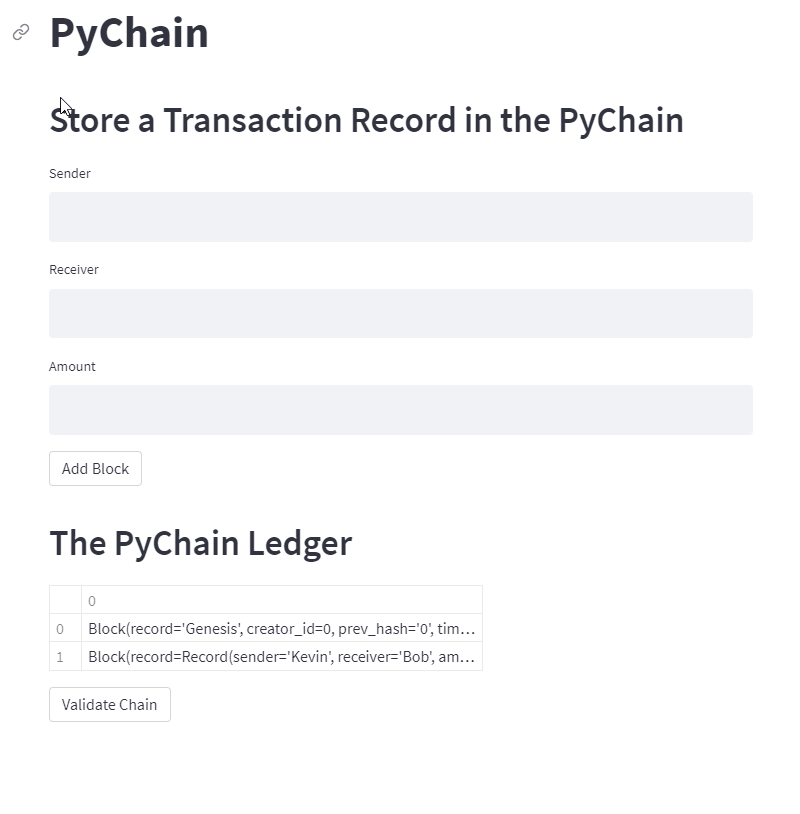 PyChain
Store a Transaction Record in the PyChain
Sender
Receiver
Amount
Add Block
The PyChain Ledger
0
0 Block(record='Genesis', creator_id=0, prev_hash='0', tim…
1 Block(record=Record(sender='Kevin', receiver='Bob', am…
Validate Chain